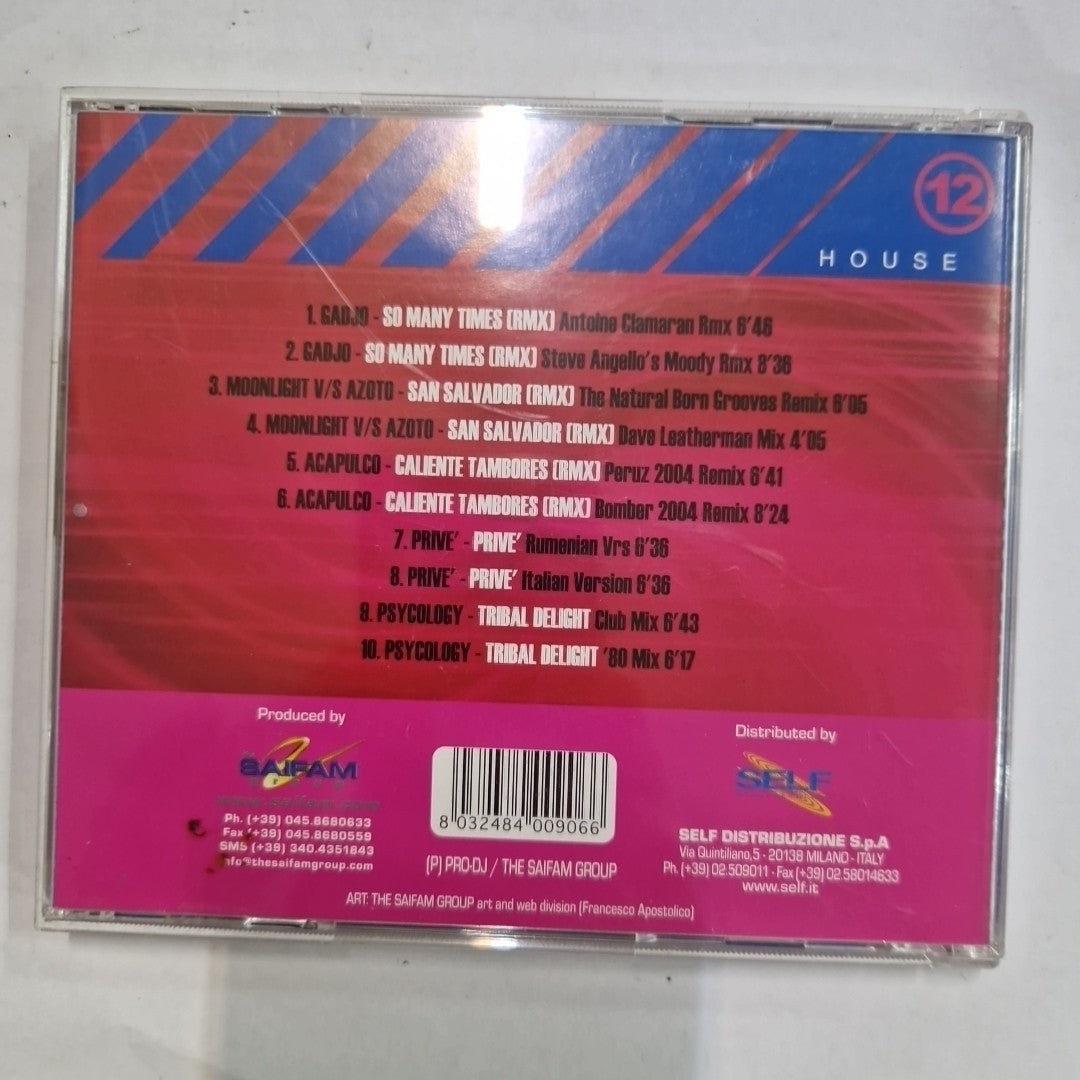 12
HOUSE
1. GADJO - SO MANY TIMES (RMX) Antoine Clamaran Rmx 6'46
2. GADJO - SO MANY TIMES (RMX) Steve Angello's Moody Rmx 8'36
3. MOONLIGHT V/S AZOTO - SAN SALVADOR (RMX) The Natural Born Grooves Remix 6'05
4. MOONLIGHT V/S AZOTO - SAN SALVADOR (RMX) Dave Leatherman Mix 4'05
5. ACAPULCO - CALIENTE TAMBORES (RMX) Peruz 2004 Remix 6'41
6. ACAPULCO - CALIENTE TAMBORES (RMX) Bomber 2004 Remix 8'24
7. PRIVE' - PRIVE' Rumenian Vrs 6'36
8. PRIVE' - PRIVE' Italian Version 6'36
9. PSYCOLOGY - TRIBAL DELIGHT Club Mix 6'43
10. PSYCOLOGY - TRIBAL DELIGHT '80 Mix 6'17
Produced by
SAIFAM
www.saifam.com
Ph. (+39) 045.8680633
Fax (+39) 045.8680559
SMS (+39) 340.4351843
info@thesaifamgroup.com
8 032484 009066
(P) PRO-DJ / THE SAIFAM GROUP
Distributed by
SELF
SELF DISTRIBUZIONE S.p.A
Via Quintiliano,5 - 20138 MILANO - ITALY
Ph. (+39) 02.509011 - Fax (+39) 02.58014633
www.self.it
ART: THE SAIFAM GROUP art and web division (Francesco Apostolico)